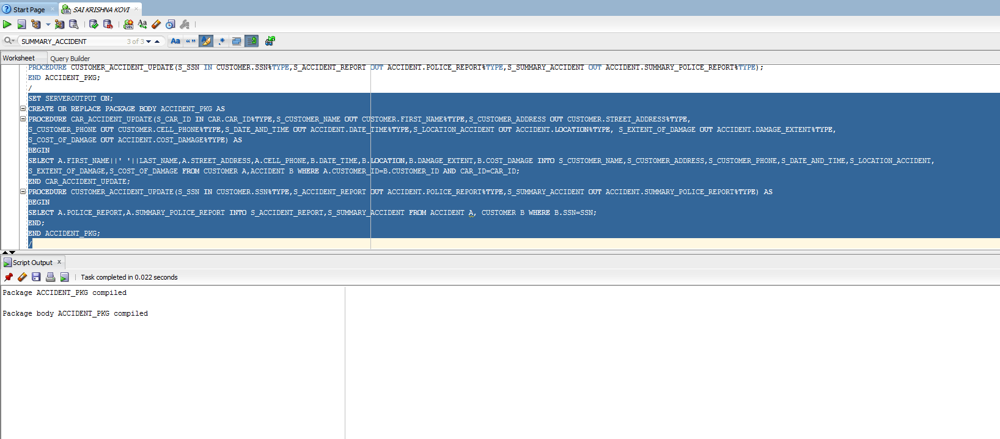 Start Page
SAI KRISHNA KOVI
SUMMARY_ACCIDENT 3 of 3 Aa “” .*
Worksheet Query Builder
PROCEDURE CUSTOMER_ACCIDENT_UPDATE(S_SSN IN CUSTOMER.SSN%TYPE,S_ACCIDENT_REPORT OUT ACCIDENT.POLICE_REPORT%TYPE,S_SUMMARY_ACCIDENT OUT ACCIDENT.SUMMARY_POLICE_REPORT%TYPE);
END ACCIDENT_PKG;
/
SET SERVEROUTPUT ON;
CREATE OR REPLACE PACKAGE BODY ACCIDENT_PKG AS
PROCEDURE CAR_ACCIDENT_UPDATE(S_CAR_ID IN CAR.CAR_ID%TYPE,S_CUSTOMER_NAME OUT CUSTOMER.FIRST_NAME%TYPE,S_CUSTOMER_ADDRESS OUT CUSTOMER.STREET_ADDRESS%TYPE,
S_CUSTOMER_PHONE OUT CUSTOMER.CELL_PHONE%TYPE,S_DATE_AND_TIME OUT ACCIDENT.DATE_TIME%TYPE,S_LOCATION_ACCIDENT OUT ACCIDENT.LOCATION%TYPE, S_EXTENT_OF_DAMAGE OUT ACCIDENT.DAMAGE_EXTENT%TYPE,
S_COST_OF_DAMAGE OUT ACCIDENT.COST_DAMAGE%TYPE) AS
BEGIN
SELECT A.FIRST_NAME||' '||LAST_NAME,A.STREET_ADDRESS,A.CELL_PHONE,B.DATE_TIME,B.LOCATION,B.DAMAGE_EXTENT,B.COST_DAMAGE INTO S_CUSTOMER_NAME,S_CUSTOMER_ADDRESS,S_CUSTOMER_PHONE,S_DATE_AND_TIME,S_LOCATION_ACCIDENT,
S_EXTENT_OF_DAMAGE,S_COST_OF_DAMAGE FROM CUSTOMER A,ACCIDENT B WHERE A.CUSTOMER_ID=B.CUSTOMER_ID AND CAR_ID=CAR_ID;
END CAR_ACCIDENT_UPDATE;
PROCEDURE CUSTOMER_ACCIDENT_UPDATE(S_SSN IN CUSTOMER.SSN%TYPE,S_ACCIDENT_REPORT OUT ACCIDENT.POLICE_REPORT%TYPE,S_SUMMARY_ACCIDENT OUT ACCIDENT.SUMMARY_POLICE_REPORT%TYPE) AS
BEGIN
SELECT A.POLICE_REPORT,A.SUMMARY_POLICE_REPORT INTO S_ACCIDENT_REPORT,S_SUMMARY_ACCIDENT FROM ACCIDENT A, CUSTOMER B WHERE B.SSN=SSN;
END;
END ACCIDENT_PKG;
/
Script Output x
Task completed in 0.022 seconds
Package ACCIDENT_PKG compiled
Package body ACCIDENT_PKG compiled